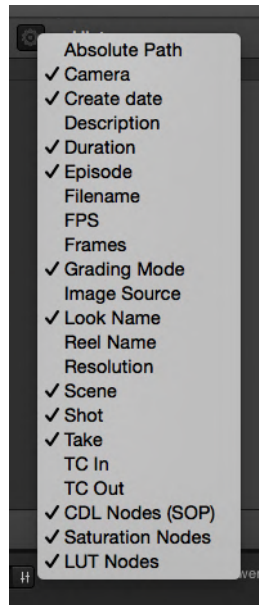 Absolute Path
✓ Camera
✓ Create date
Description
✓ Duration
✓ Episode
Filename
FPS
Frames
✓ Grading Mode
Image Source
✓ Look Name
Reel Name
Resolution
✓ Scene
✓ Shot
✓ Take
TC In
TC Out
✓ CDL Nodes (SOP)
✓ Saturation Nodes
✓ LUT Nodes